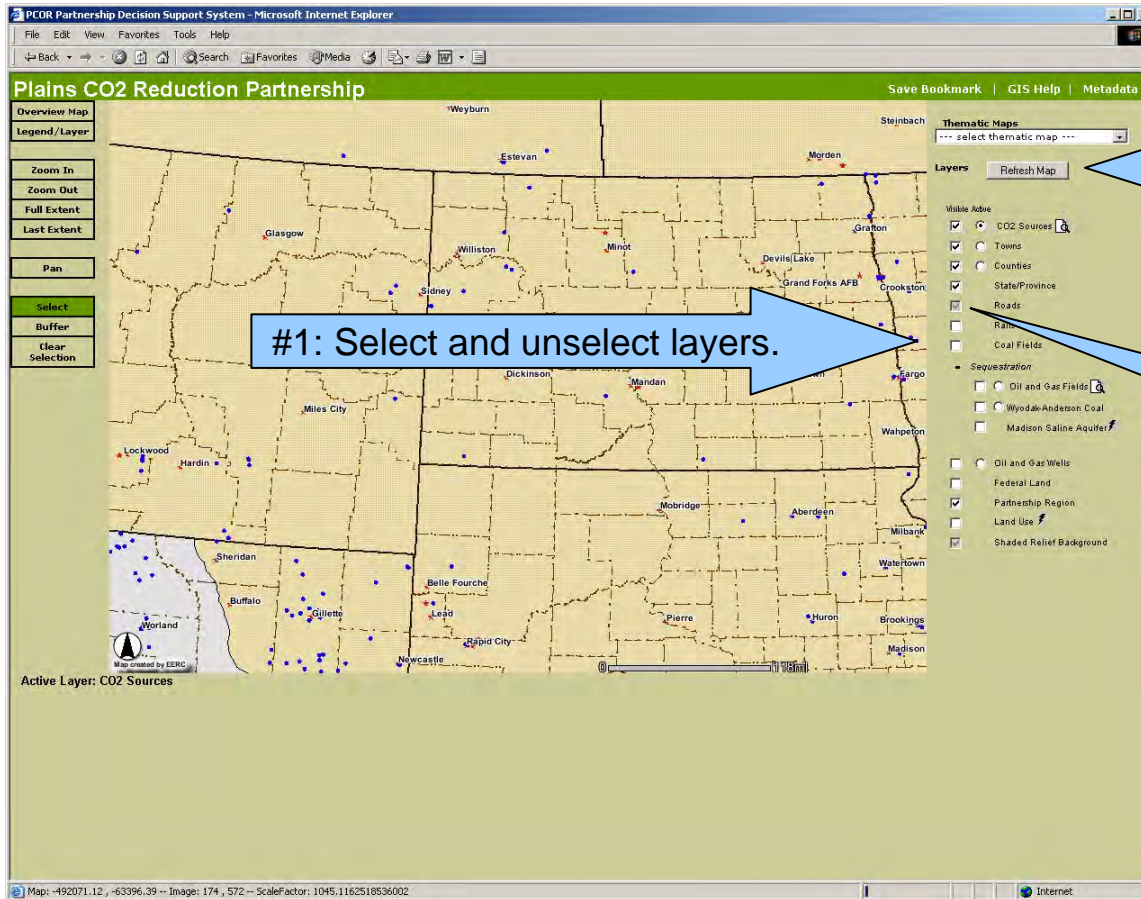 PCOR Partnership Decision Support System - Microsoft Internet Explorer
File Edit View Favorites Tools Help
Back Search Favorites Media
Plains CO2 Reduction Partnership
Save Bookmark | GIS Help | Metadata
Overview Map
Legend/Layer
Zoom In
Zoom Out
Full Extent
Last Extent
Pan
Select
Buffer
Clear
Selection
Weyburn
Steinbach
Estevan
Morden
Glasgow
Williston
Minot
Grafton
Devils Lake
Sidney
Grand Forks AFB
Crookston
#1: Select and unselect layers.
Dickinson
Mandan
Fargo
Miles City
Wahpeton
Lockwood
Hardin
Mobridge
Aberdeen
Milbank
Sheridan
Watertown
Belle Fourche
Buffalo
Gillette
Lead
Pierre
Huron
Brookings
Worland
Rapid City
Madison
Newcastle
Map created by EERC
0
118mi
Thematic Maps
--- select thematic map ---
Layers
Refresh Map
Visible Active
CO2 Sources
Towns
Counties
State/Province
Roads
Coal Fields
Sequestration
Oil and Gas Fields
Wyodak-Anderson Coal
Madison Saline Aquifer
Oil and Gas Wells
Federal Land
Partnership Region
Land Use
Shaded Relief Background
Active Layer: CO2 Sources
Map: -492071.12 , -63396.39 -- Image: 174 , 572 -- ScaleFactor: 1045.1162518536002
Internet